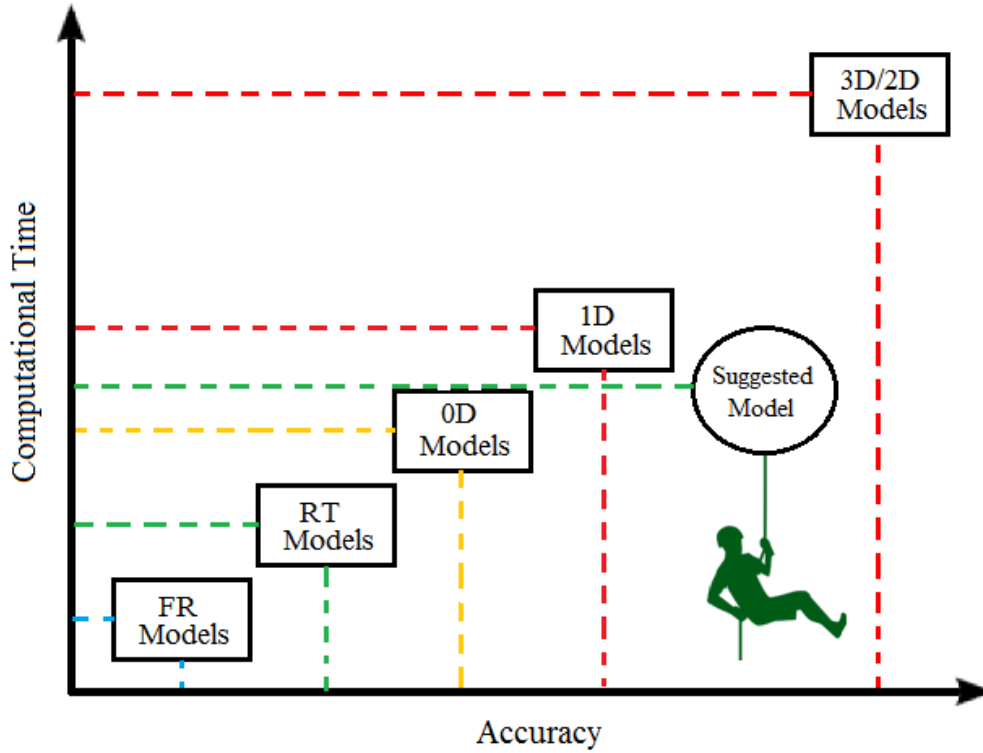 3D/2D
Models
Computational Time
1D
Models
Suggested
Model
0D
Models
RT
Models
FR
Models
Accuracy